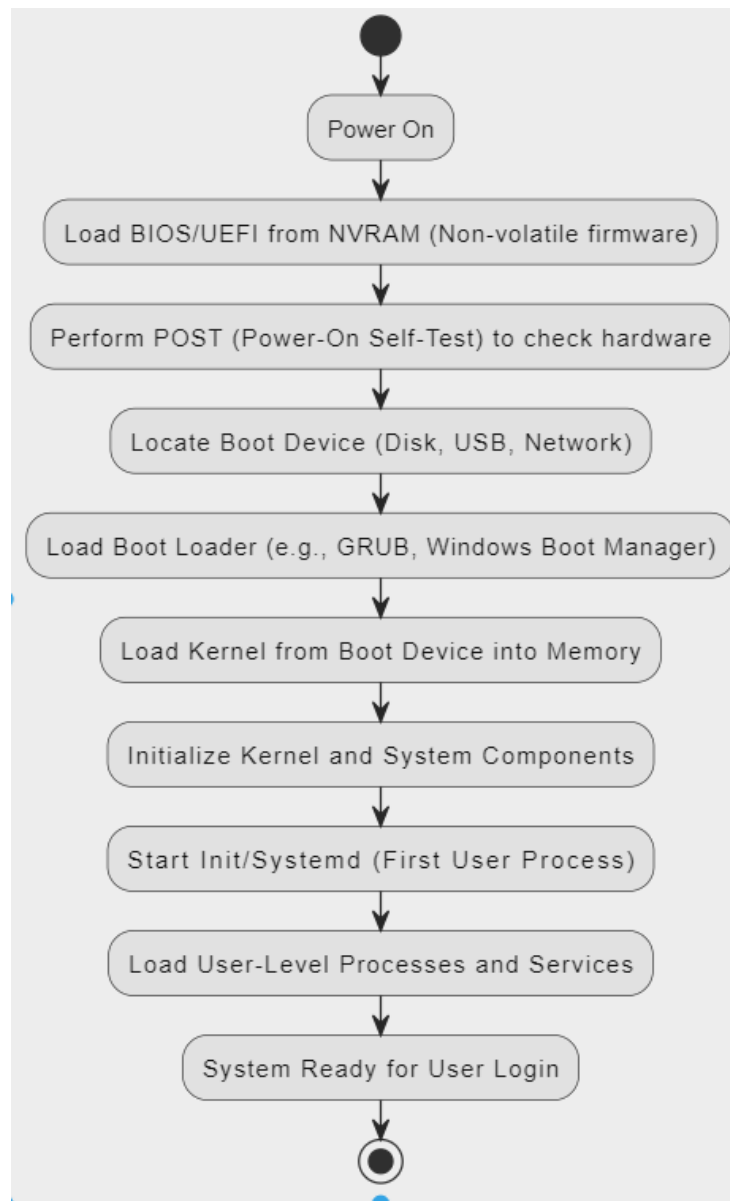 Power On
Load BIOS/UEFI from NVRAM (Non-volatile firmware)
Perform POST (Power-On Self-Test) to check hardware
Locate Boot Device (Disk, USB, Network)
Load Boot Loader (e.g., GRUB, Windows Boot Manager)
Load Kernel from Boot Device into Memory
Initialize Kernel and System Components
Start Init/Systemd (First User Process)
Load User-Level Processes and Services
System Ready for User Login